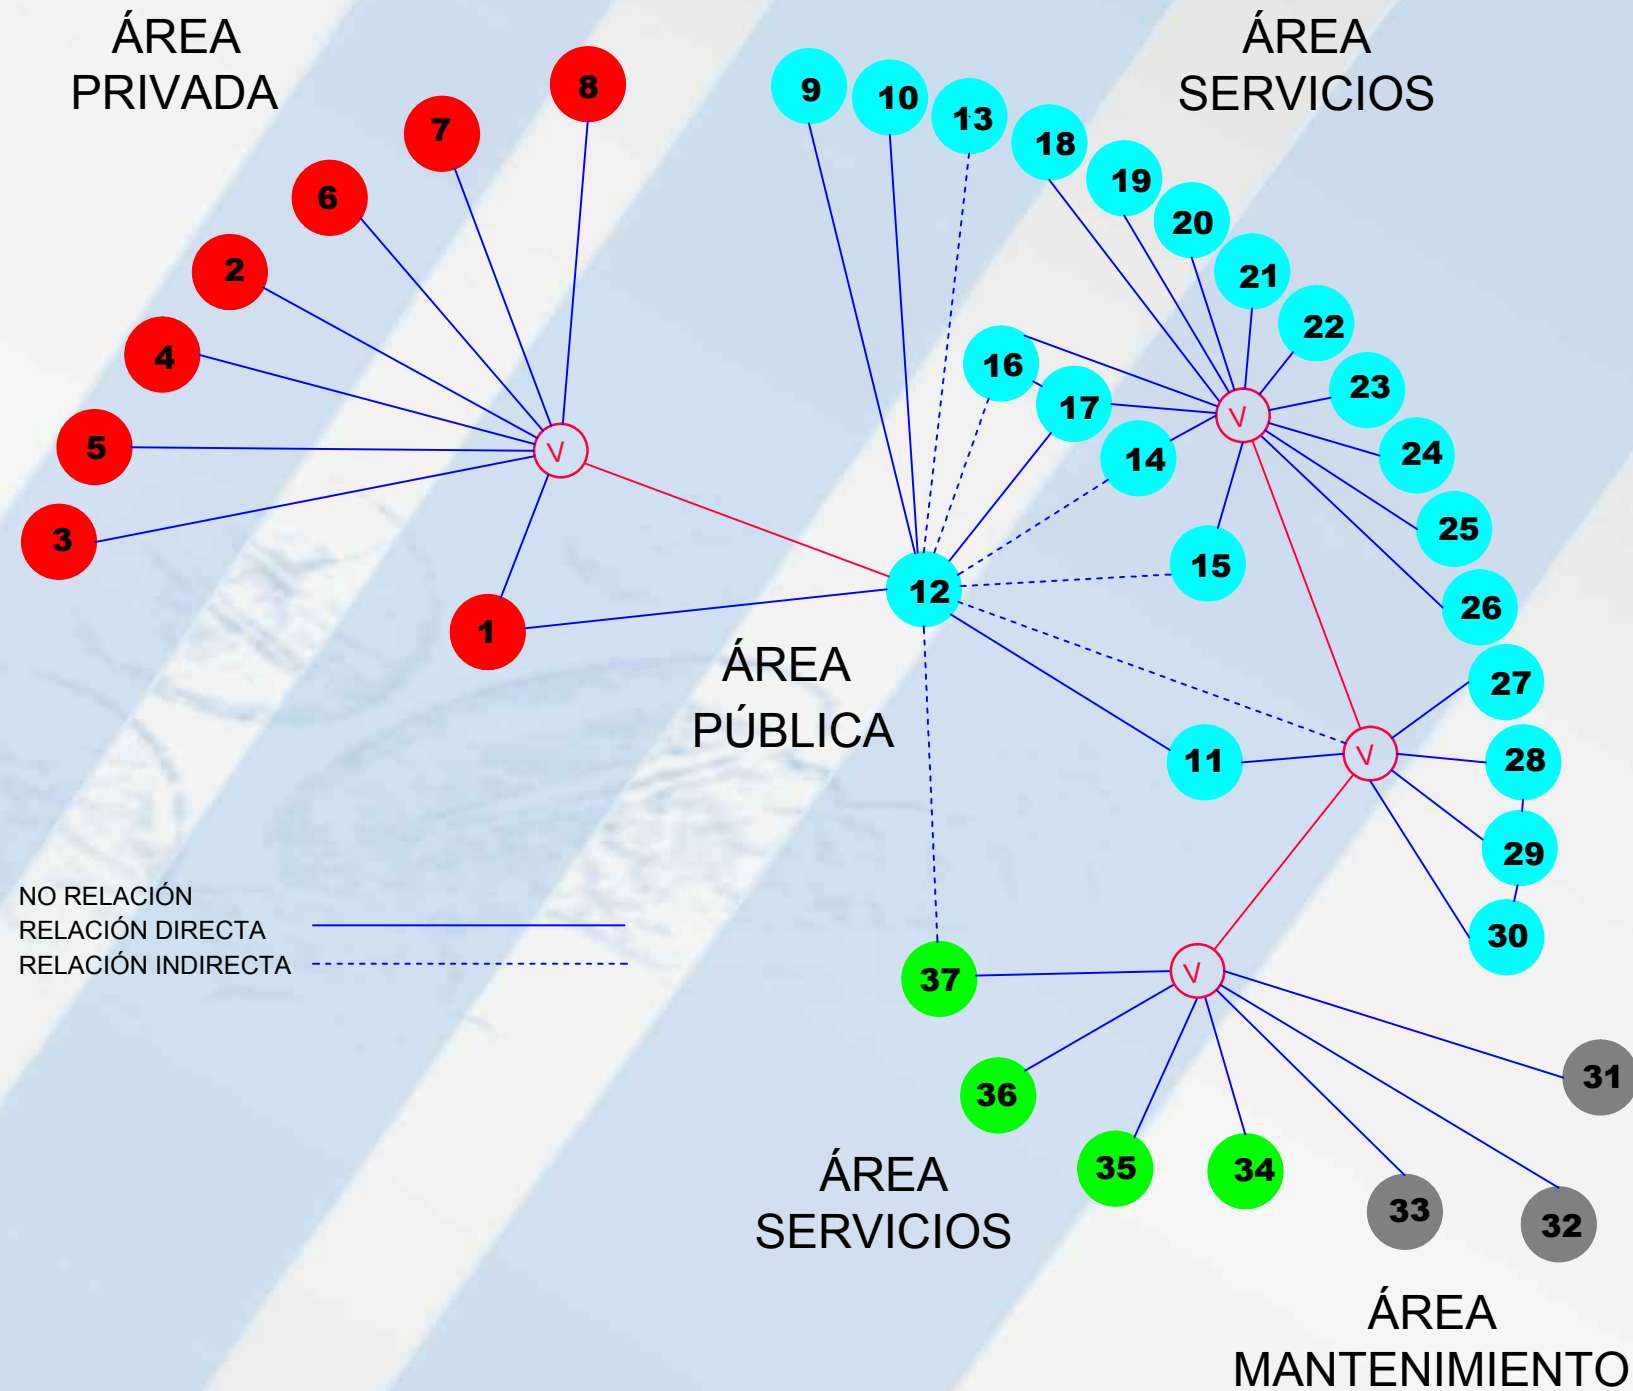 ÁREA
PRIVADA
8
7
6
2
4
5
3
V
1
ÁREA
SERVICIOS
9
10
13
18
19
20
21
22
23
24
25
26
16
17
14
15
V
12
ÁREA
PÚBLICA
11
V
27
28
29
30
NO RELACIÓN
RELACIÓN DIRECTA
RELACIÓN INDIRECTA
37
V
36
35
34
33
32
31
ÁREA
SERVICIOS
ÁREA
MANTENIMIENTO